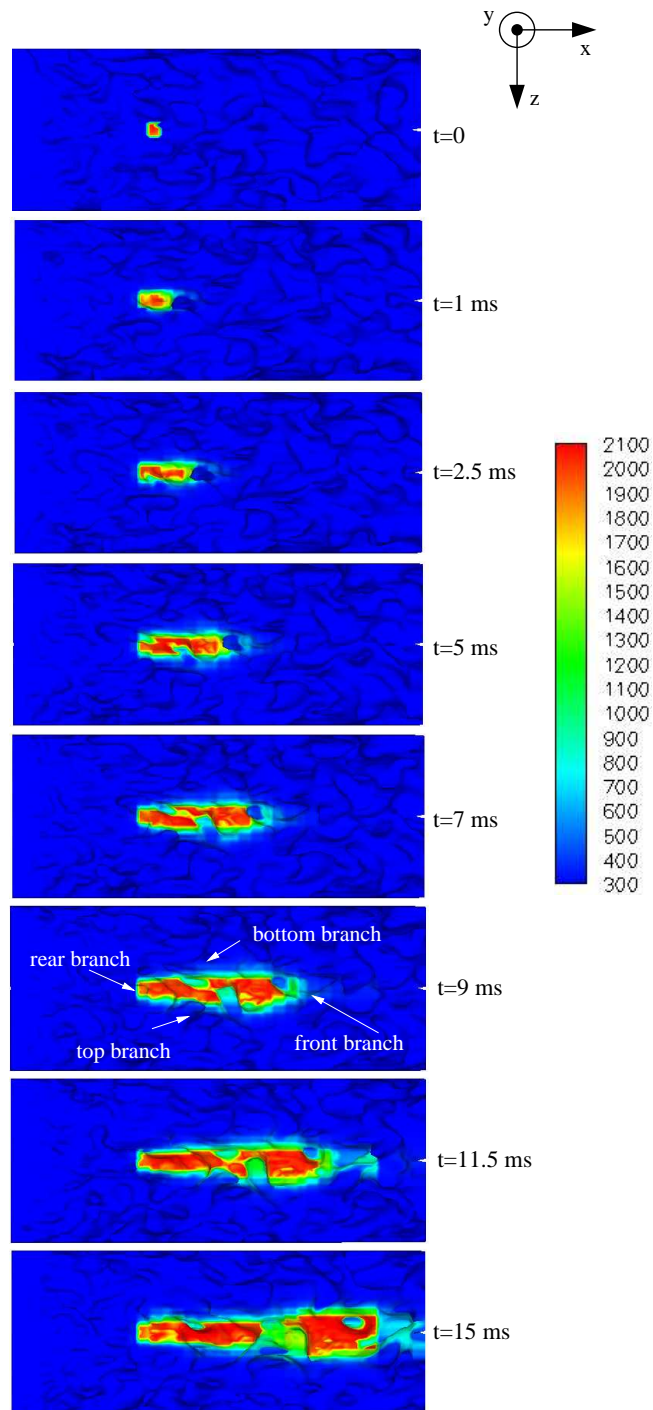 y
x
z
t=0
t=1 ms
t=2.5 ms
2100
2000
1900
1800
1700
1600
1500
1400
1300
1200
1100
1000
900
800
700
600
500
400
300
t=5 ms
t=7 ms
bottom branch
rear branch
t=9 ms
front branch
top branch
t=11.5 ms
t=15 ms